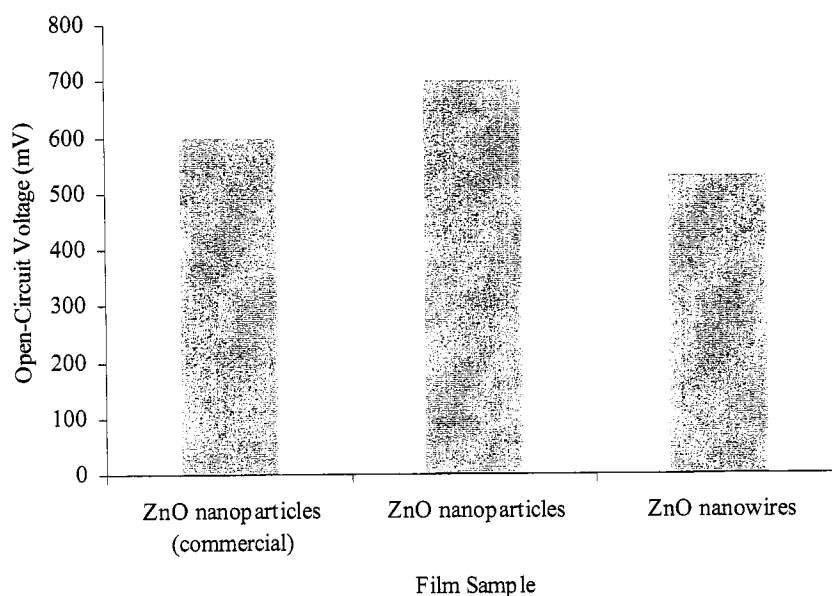 800
700
600
500
400
300
200
100
0
Open-Circuit Voltage (mV)
ZnO nanoparticles
(commercial)
ZnO nanoparticles
ZnO nanowires
Film Sample